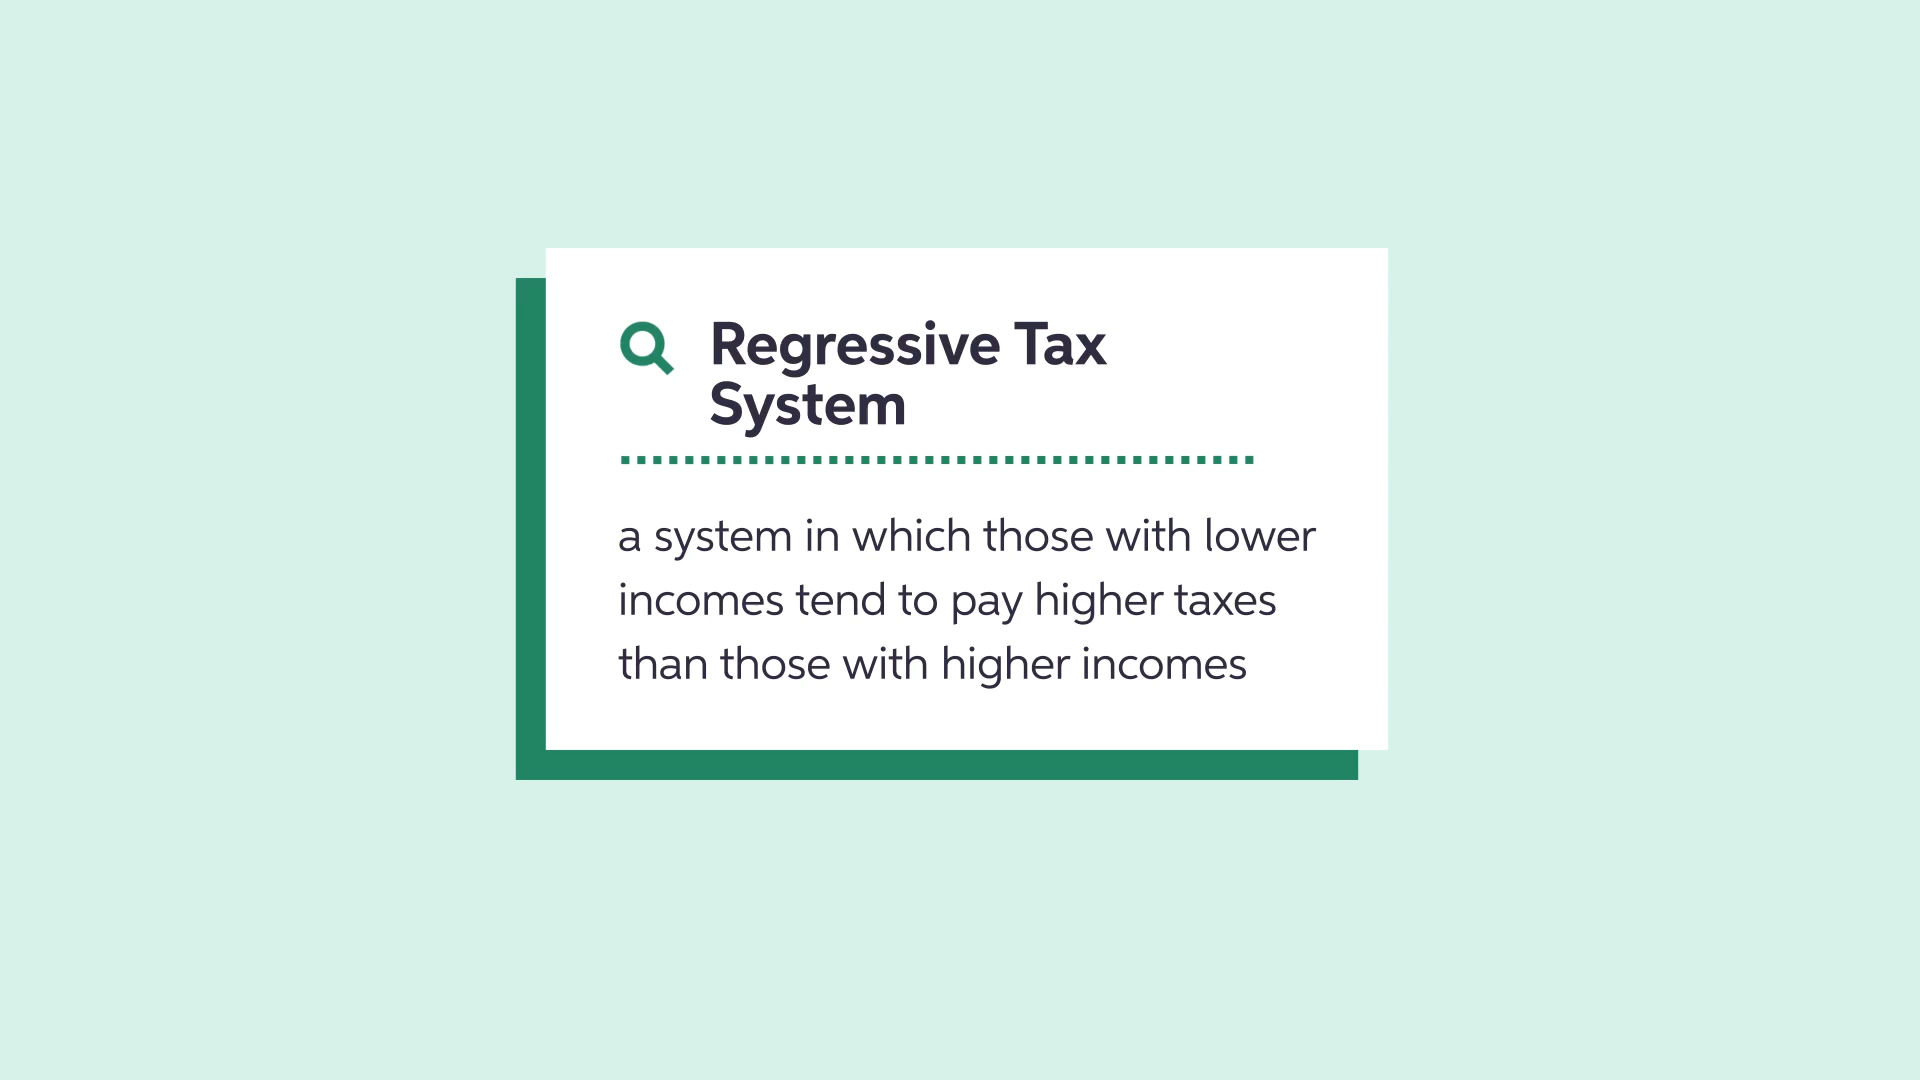 Regressive Tax
System
a system in which those with lower
incomes tend to pay higher taxes
than those with higher incomes